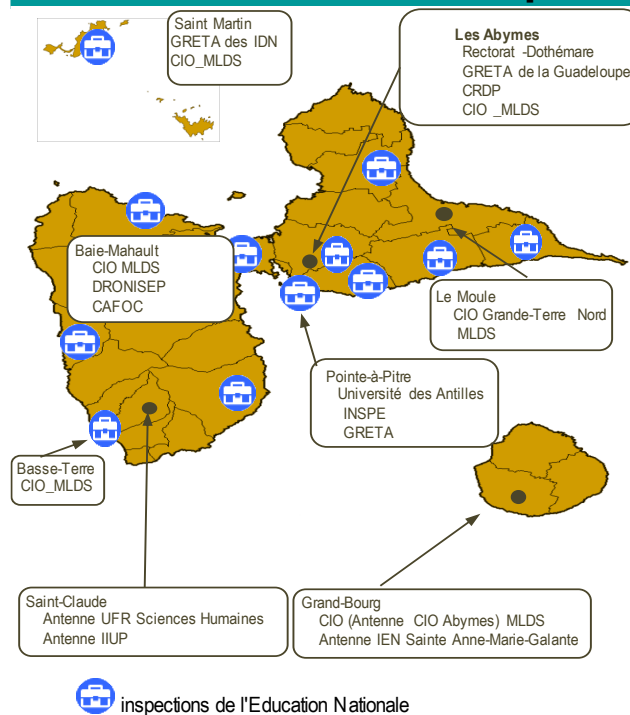 Saint Martin
GRETA des IDN
CIO_MLDS
Les Abymes
Rectorat -Dothémare
GRETA de la Guadeloupe
CRDP
CIO _MLDS
Baie-Mahault
CIO MLDS
DRONISEP
CAFOC
Le Moule
CIO Grande-Terre Nord
MLDS
Pointe-à-Pitre
Université des Antilles
INSPE
GRETA
Basse-Terre
CIO_MLDS
Saint-Claude
Antenne UFR Sciences Humaines
Antenne IIUP
Grand-Bourg
CIO (Antenne CIO Abymes) MLDS
Antenne IEN Sainte Anne-Marie-Galante
inspections de l'Education Nationale